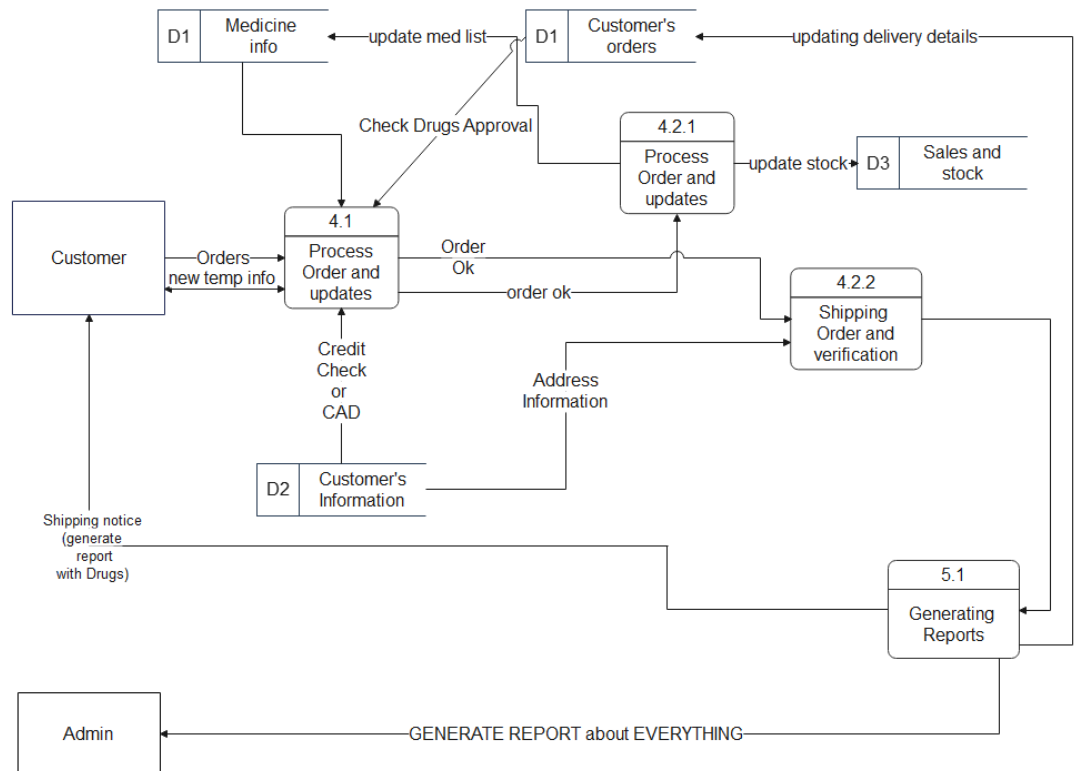 D1
Medicine
info
update med list
D1
Customer's
orders
updating delivery details
Check Drugs Approval
4.2.1
Process
Order and
updates
update stock
D3
Sales and
stock
Customer
Orders
new temp info
4.1
Process
Order and
updates
Order
Ok
order ok
4.2.2
Shipping
Order and
verification
Credit
Check
or
CAD
Address
Information
D2
Customer's
Information
Shipping notice
(generate
report
with Drugs)
5.1
Generating
Reports
Admin
GENERATE REPORT about EVERYTHING